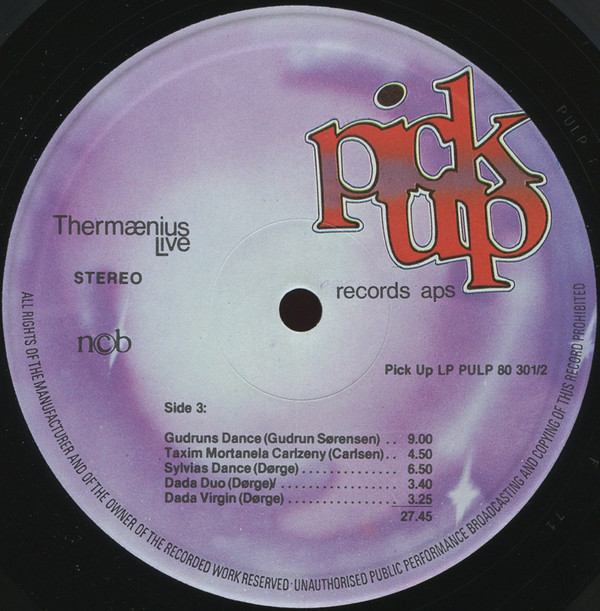 pick
up
records aps
Thermænius
Live
STEREO
ncb
Pick Up LP PULP 80 301/2
Side 3:
Gudruns Dance (Gudrun Sørensen) .. 9.00
Taxim Mortanela Carlzeny (Carlsen) .. 4.50
Sylvias Dance (Dørge) ............. 6.50
Dada Duo (Dørge)/ ............... 3.40
Dada Virgin (Dørge) .............. 3.25
27.45
ALL RIGHTS OF THE MANUFACTURER AND OF THE OWNER OF THE RECORDED WORK RESERVED · UNAUTHORISED PUBLIC PERFORMANCE BROADCASTING AND COPYING OF THIS RECORD PROHIBITED
PULP